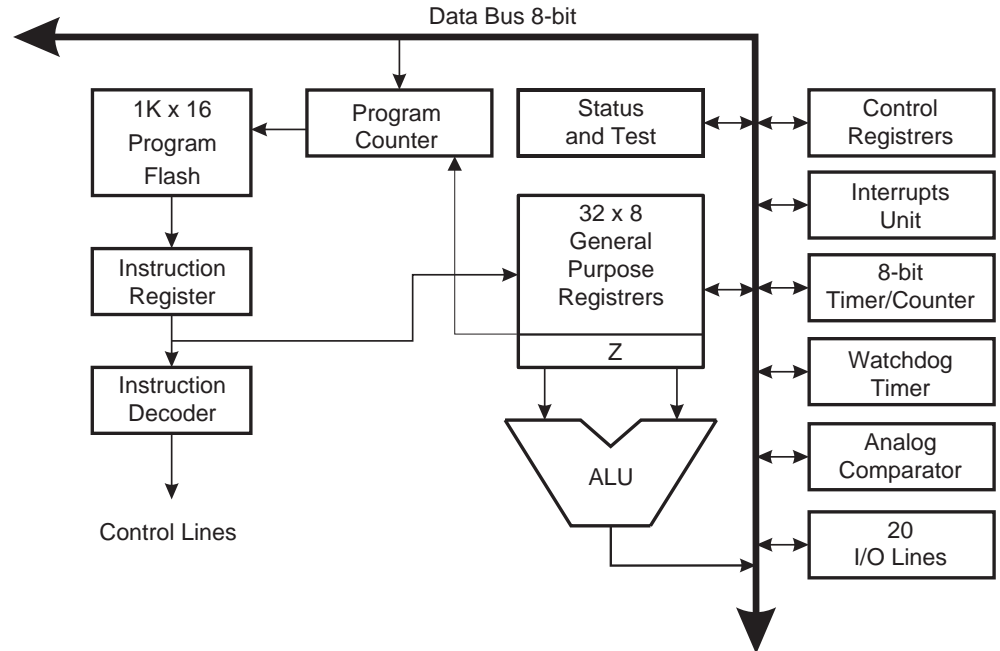 Data Bus 8-bit
1K x 16
Program
Flash
Program
Counter
Status
and Test
Control
Registrers
Interrupts
Unit
32 x 8
General
Purpose
Registrers
Z
Instruction
Register
8-bit
Timer/Counter
Instruction
Decoder
Watchdog
Timer
ALU
Analog
Comparator
Control Lines
20
I/O Lines